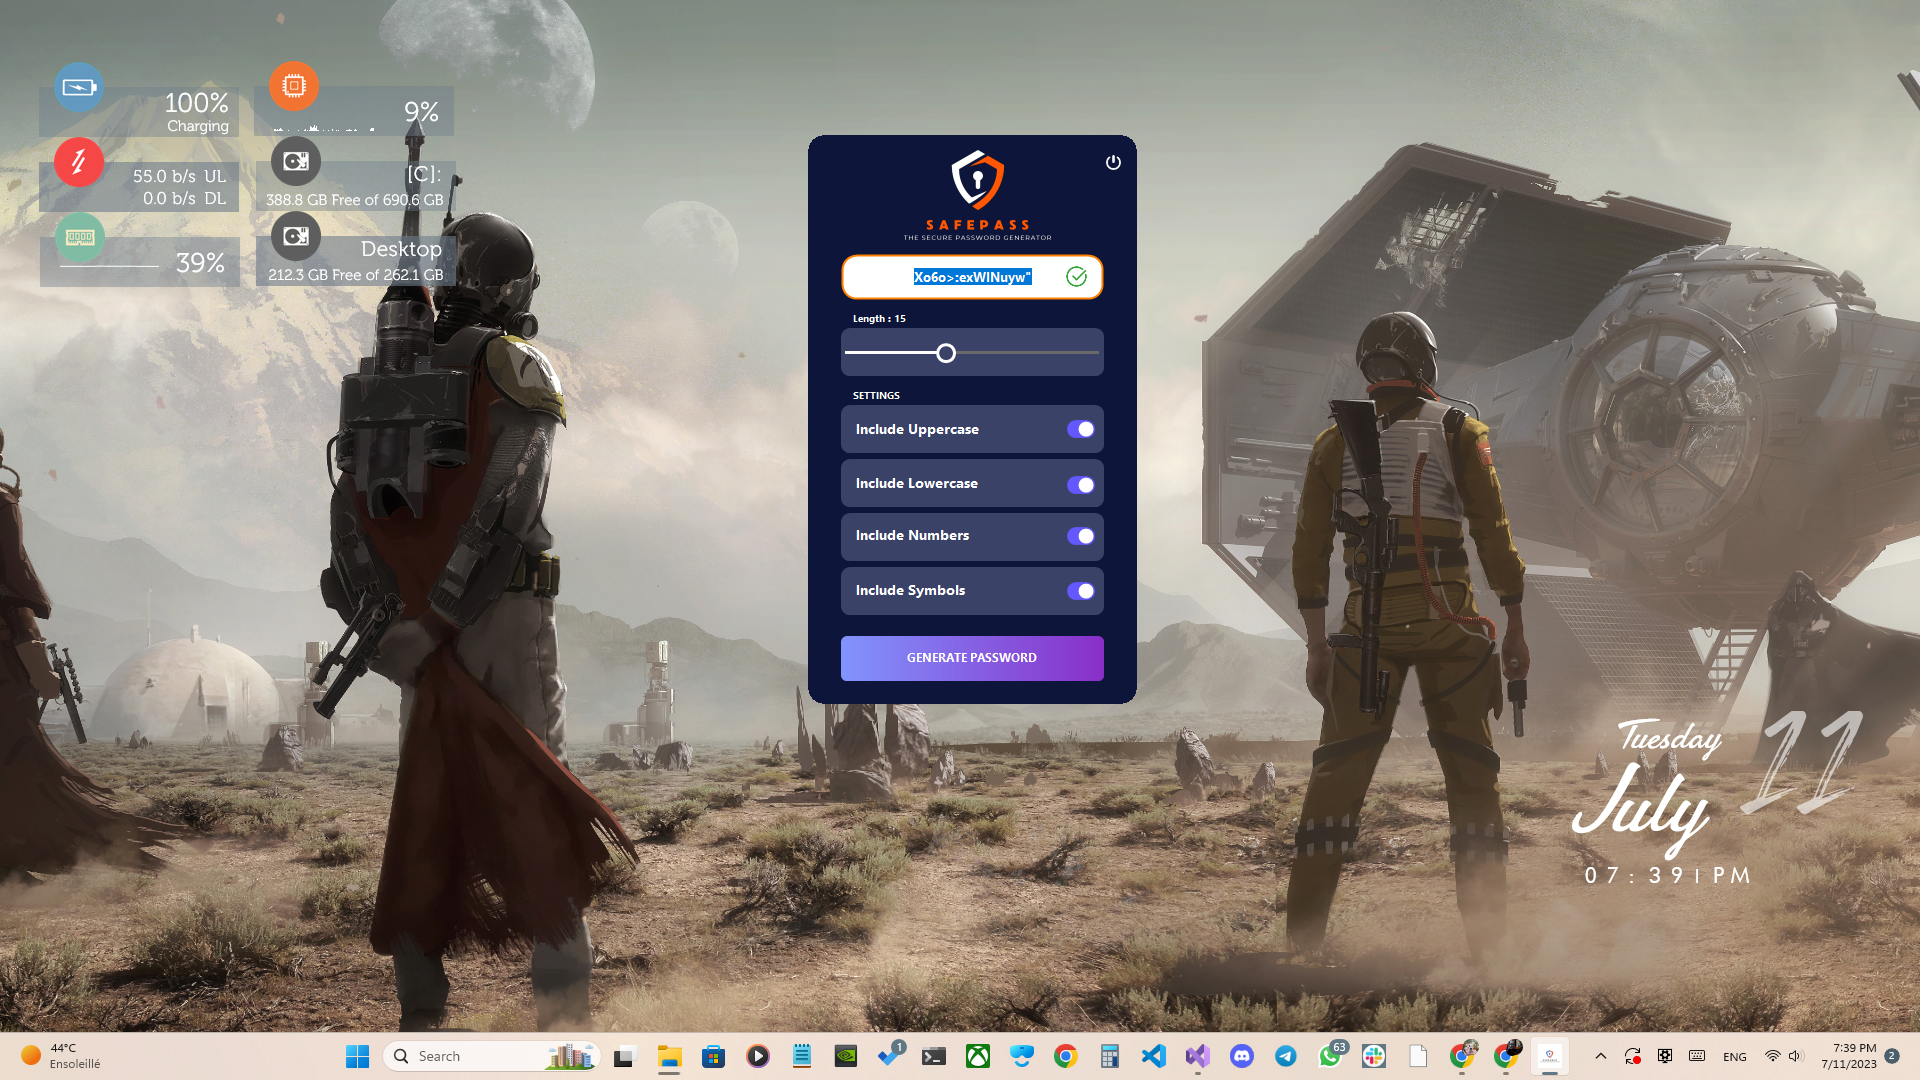 100%
Charging
9%
55.0 b/s UL
0.0 b/s DL
[C]:
388.8 GB Free of 690.6 GB
39%
Desktop
212.3 GB Free of 262.1 GB
SAFEPASS
THE SECURE PASSWORD GENERATOR
Xo6o>:exWINuyw"
Length : 15
SETTINGS
Include Uppercase
Include Lowercase
Include Numbers
Include Symbols
GENERATE PASSWORD
Tuesday
11
July
07:39|PM
44°C
Ensoleillé
Search
1
63
ENG
7:39 PM
7/11/2023
2